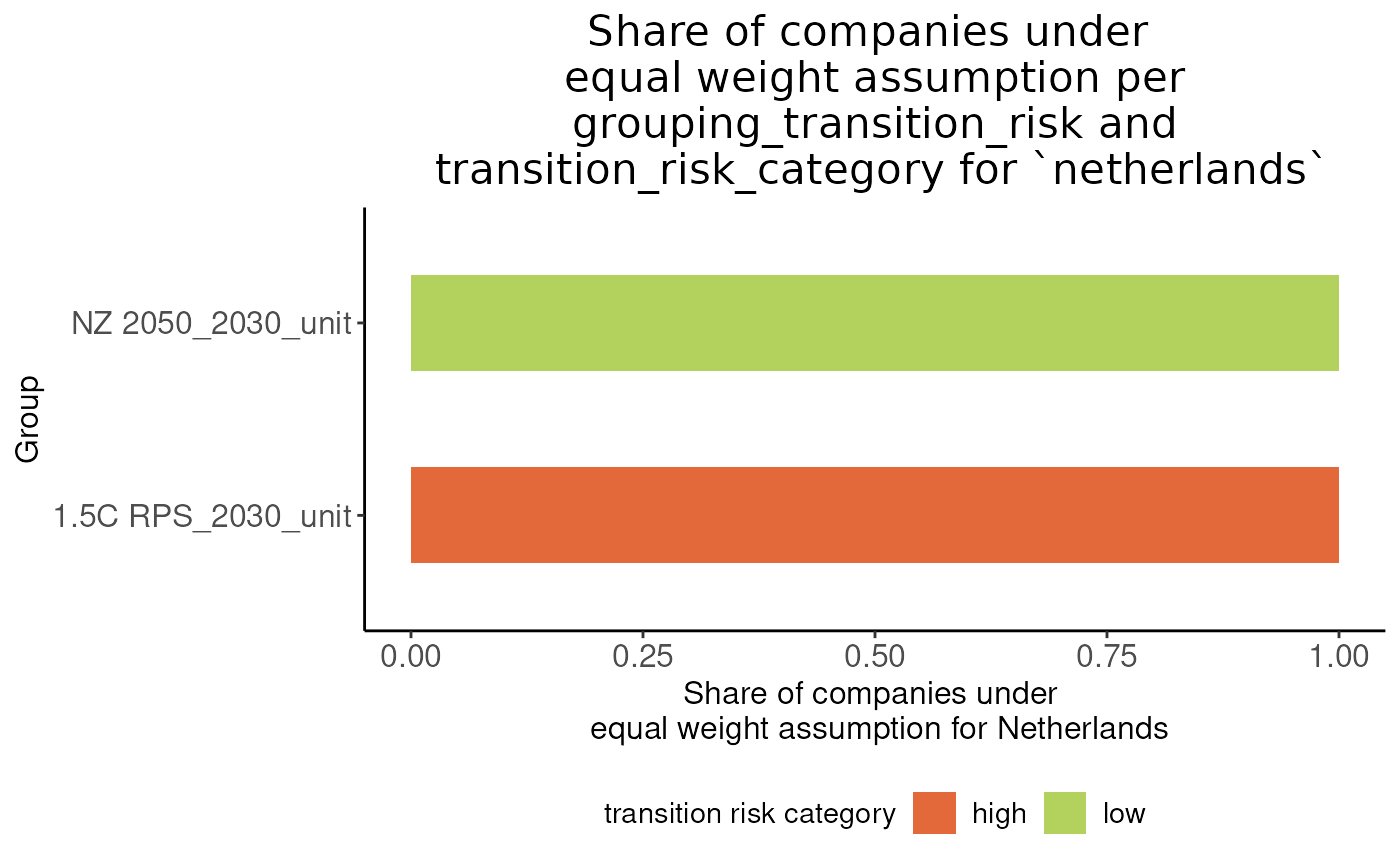 Share of companies under
equal weight assumption per
grouping_transition_risk and
transition_risk_category for `netherlands`
NZ 2050_2030_unit
1.5C RPS_2030_unit
Group
0.00 0.25 0.50 0.75 1.00
Share of companies under
equal weight assumption for Netherlands
transition risk category high low